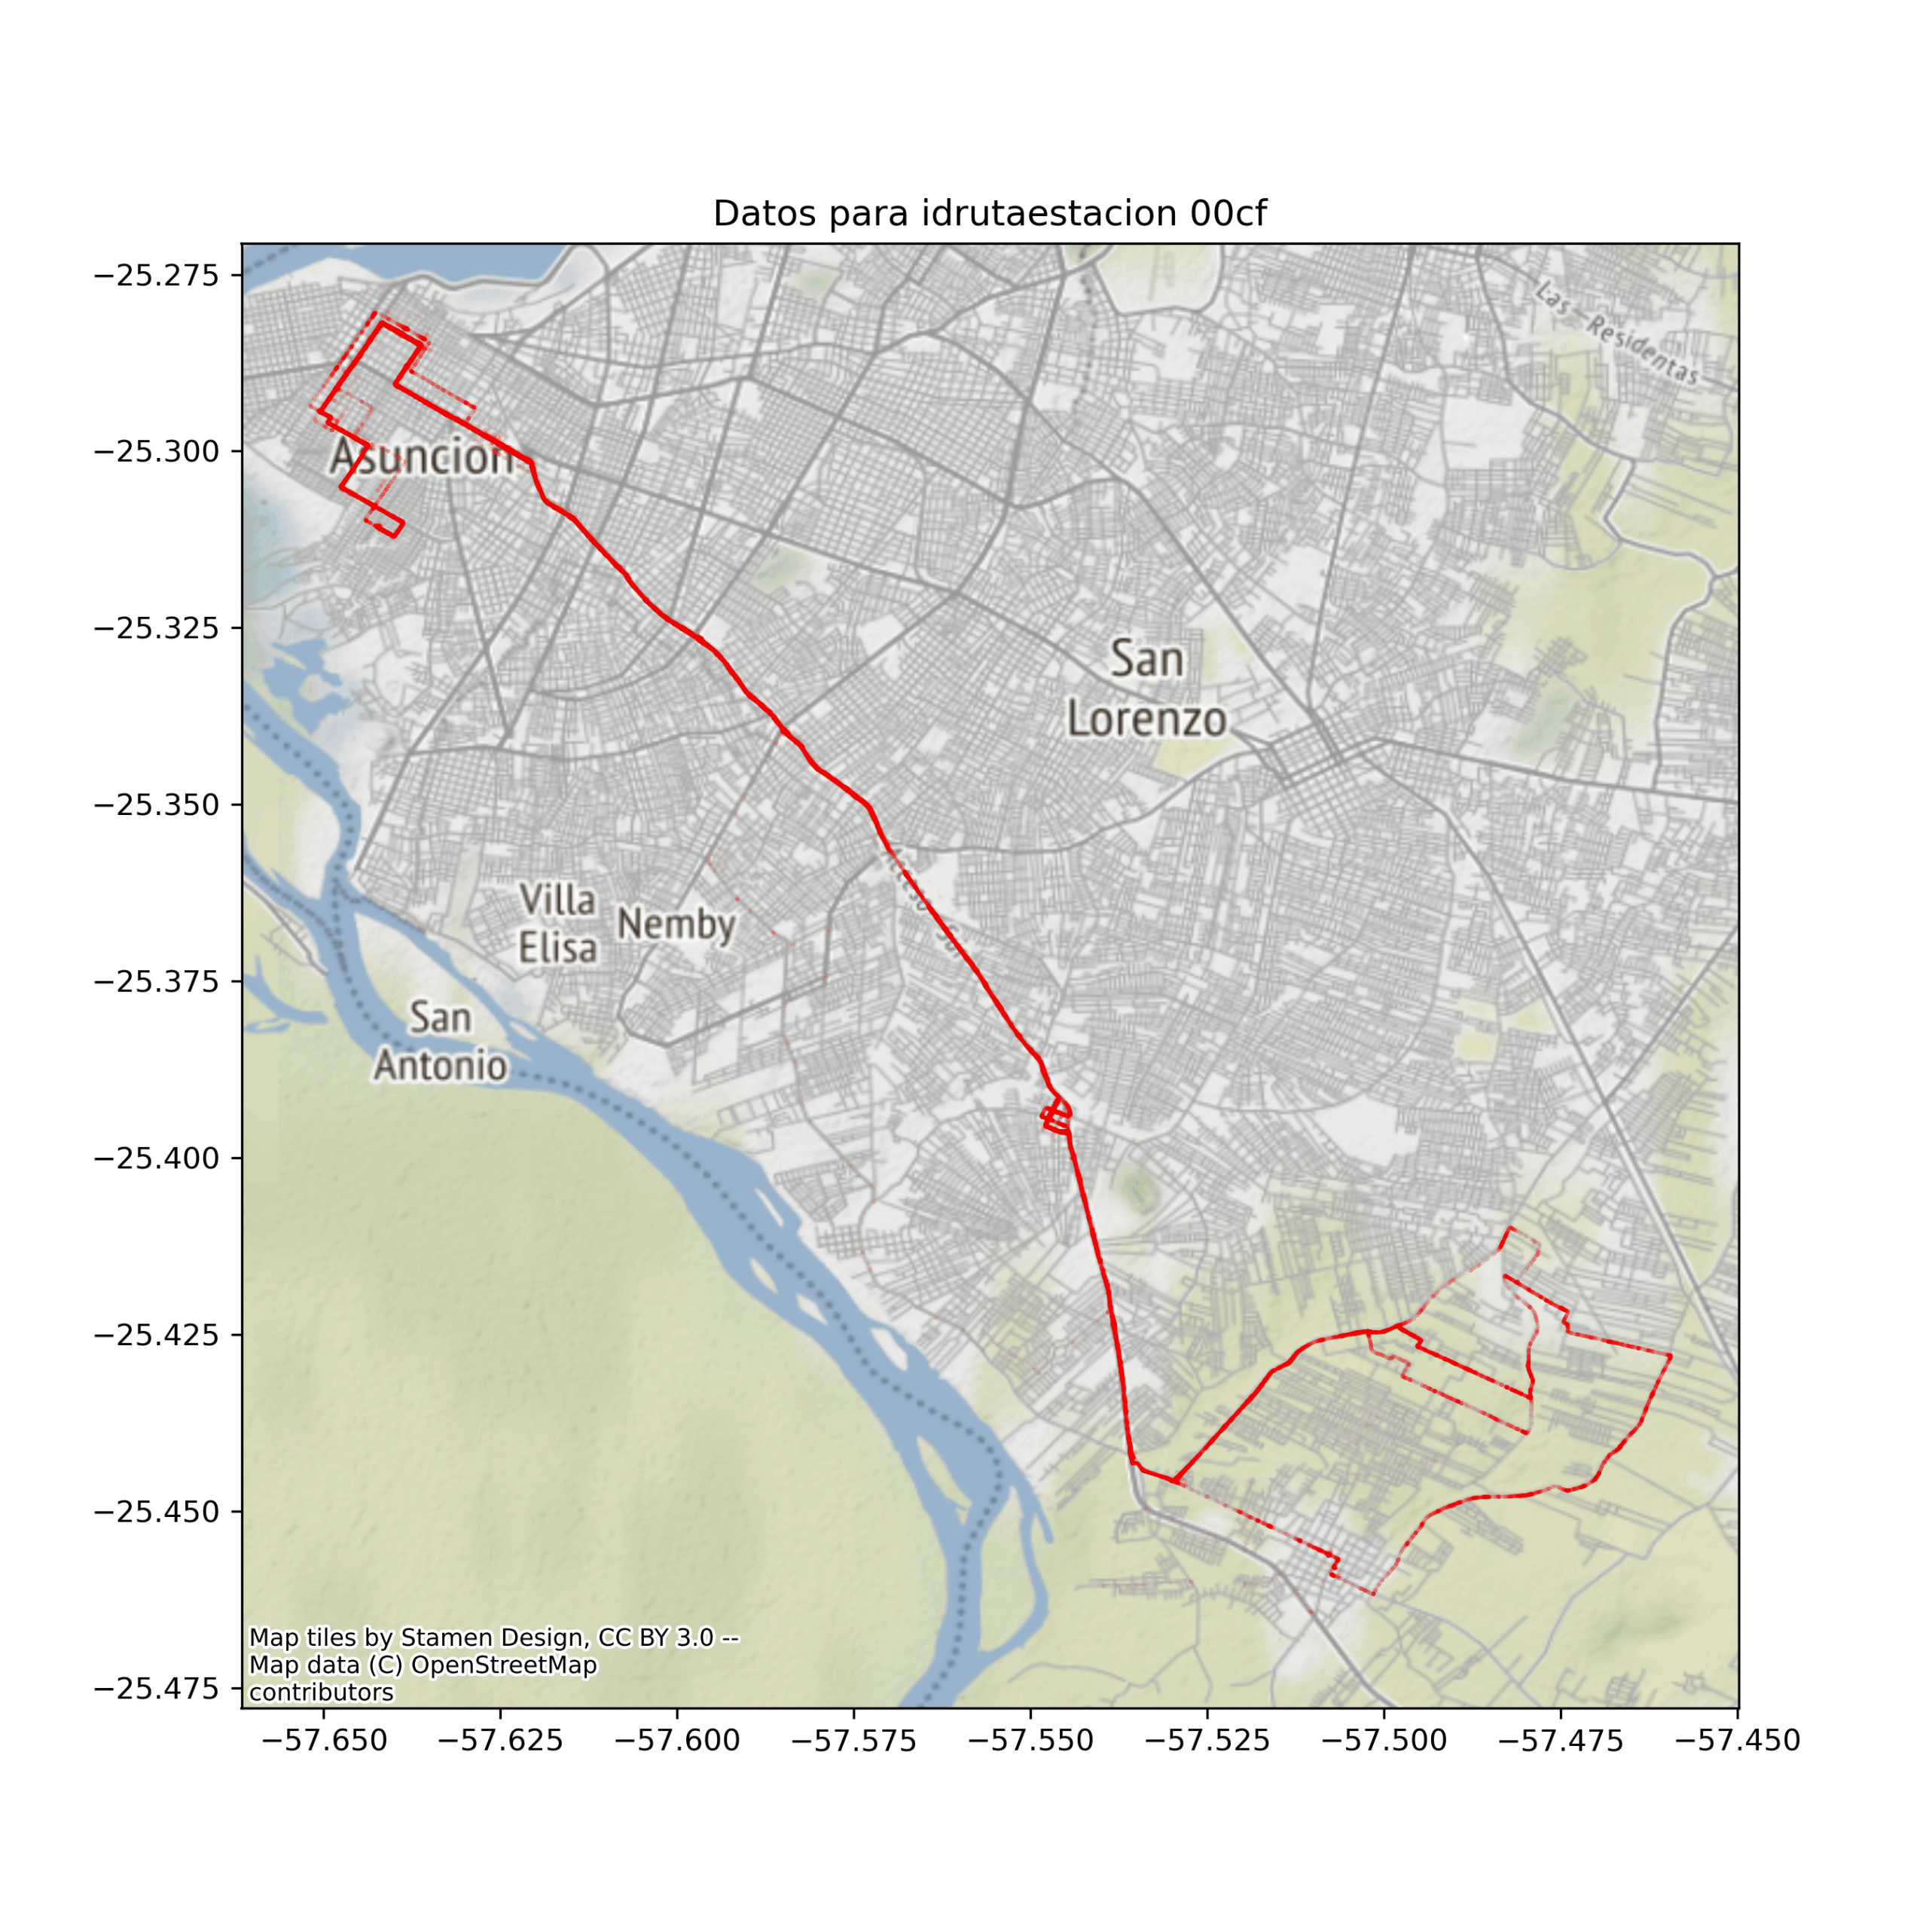 Datos para idrutaestacion 00cf
−25.275
−25.300
−25.325
−25.350
−25.375
−25.400
−25.425
−25.450
−25.475
Las Residentas
Asuncion
San
Lorenzo
Acceso Sur
Villa
Elisa
Nemby
San
Antonio
Map tiles by Stamen Design, CC BY 3.0 --
Map data (C) OpenStreetMap
contributors
−57.650
−57.625
−57.600
−57.575
−57.550
−57.525
−57.500
−57.475
−57.450